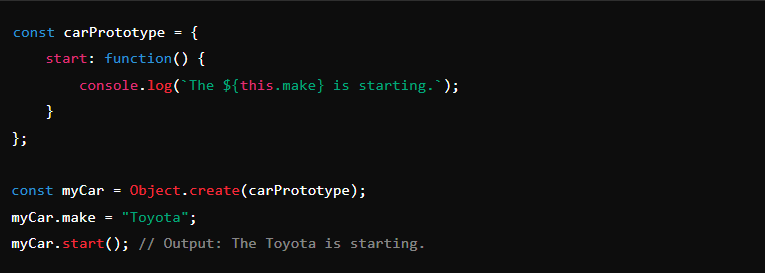 const carPrototype = {
    start: function() {
        console.log(`The ${this.make} is starting.`);
    }
};

const myCar = Object.create(carPrototype);
myCar.make = "Toyota";
myCar.start(); // Output: The Toyota is starting.